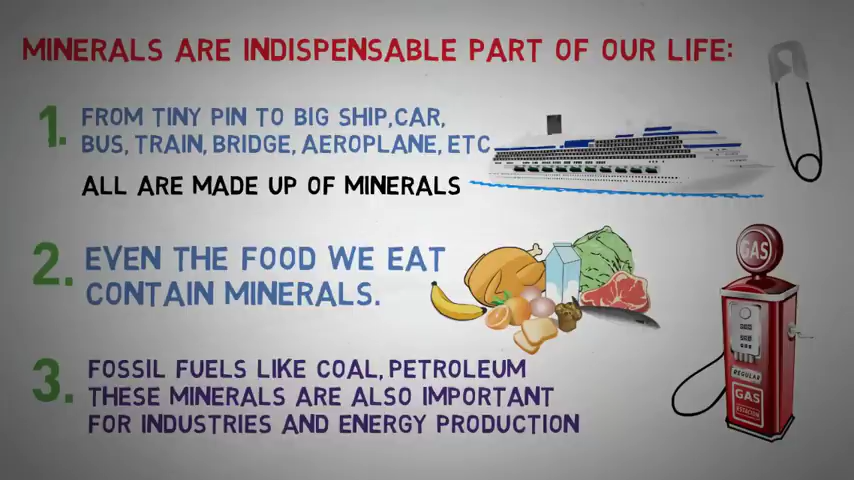 MINERALS ARE INDISPENSABLE PART OF OUR LIFE:
1. FROM TINY PIN TO BIG SHIP,CAR,
BUS, TRAIN, BRIDGE, AEROPLANE, ETC
ALL ARE MADE UP OF MINERALS
2. EVEN THE FOOD WE EAT
CONTAIN MINERALS.
3. FOSSIL FUELS LIKE COAL, PETROLEUM
THESE MINERALS ARE ALSO IMPORTANT
FOR INDUSTRIES AND ENERGY PRODUCTION
GAS
REGULAR
GAS